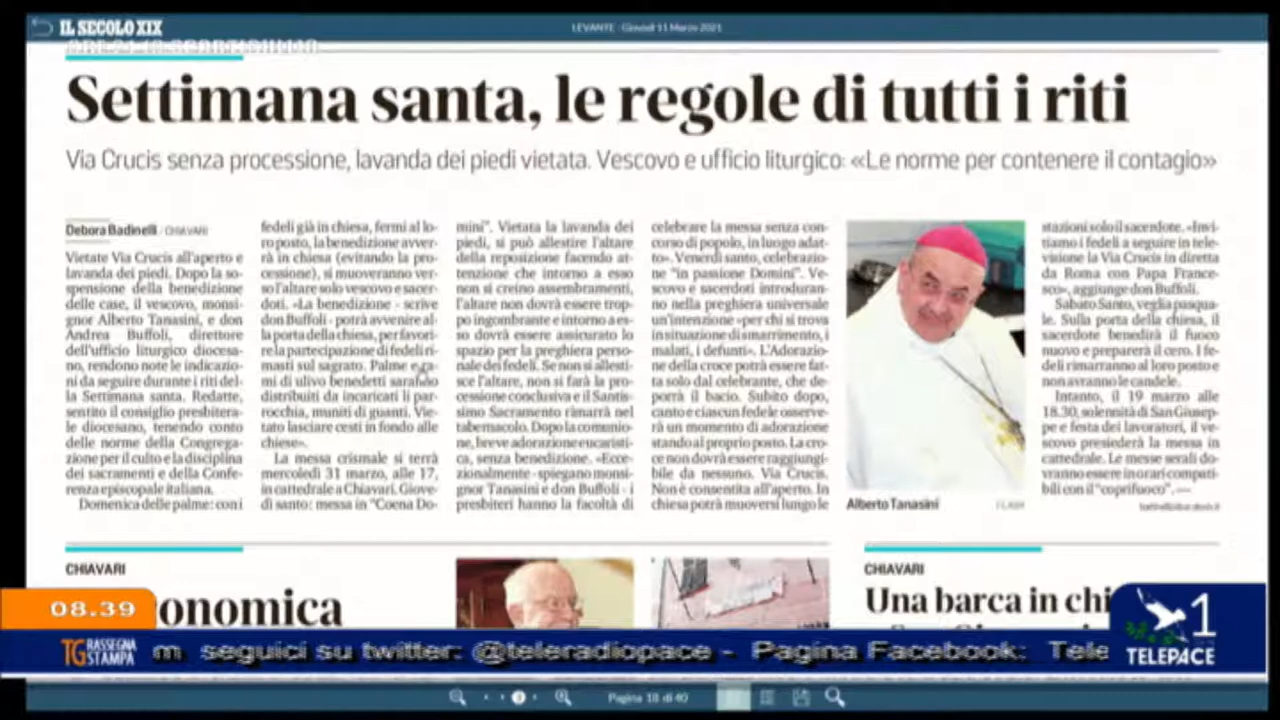 IL SECOLO XIX
LEVANTE - Giovedì 11 Marzo 2021
Settimana santa, le regole di tutti i riti
Via Crucis senza processione, lavanda dei piedi vietata. Vescovo e ufficio liturgico: «Le norme per contenere il contagio»
Debora Badinelli / CHIAVARI
Vietate Via Crucis all'aperto e
lavanda dei piedi. Dopo la so-
spensione della benedizione
delle case, il vescovo, monsi-
gnor Alberto Tanasini, e don
Andrea Buffoli, direttore
dell'ufficio liturgico diocesa-
no, rendono note le indicazio-
ni da seguire durante i riti del-
la Settimana santa. Redatte,
sentito il consiglio presbitera-
le diocesano, tenendo conto
delle norme della Congrega-
zione per il culto e la disciplina
dei sacramenti e della Confe-
renza episcopale italiana.
Domenica delle palme: con i
fedeli già in chiesa, fermi al lo-
ro posto, la benedizione avver-
rà in chiesa (evitando la pro-
cessione), si muoveranno ver-
so l'altare solo vescovo e sacer-
doti. «La benedizione - scrive
don Buffoli - potrà avvenire al-
la porta della chiesa, per favori-
re la partecipazione di fedeli ri-
masti sul sagrato. Palme e ra-
mi di ulivo benedetti saranno
distribuiti da incaricati li par-
rocchia, muniti di guanti. Vie-
tato lasciare cesti in fondo alle
chiese».
La messa crismale si terrà
mercoledì 31 marzo, alle 17,
in cattedrale a Chiavari. Giove-
dì santo: messa in "Coena Do-
mini". Vietata la lavanda dei
piedi, si può allestire l'altare
della reposizione facendo at-
tenzione che intorno a esso
non si creino assembramenti,
l'altare non dovrà essere trop-
po ingombrante e intorno a es-
so dovrà essere assicurato lo
spazio per la preghiera perso-
nale dei fedeli. Se non si allesti-
sce l'altare, non si farà la pro-
cessione conclusiva e il Santis-
simo Sacramento rimarrà nel
tabernacolo. Dopo la comunio-
ne, breve adorazione eucaristi-
ca, senza benedizione. «Ecce-
zionalmente - spiegano monsi-
gnor Tanasini e don Buffoli - i
presbiteri hanno la facoltà di
celebrare la messa senza con-
corso di popolo, in luogo adat-
to». Venerdì santo, celebrazio-
ne "in passione Domini". Ve-
scovo e sacerdoti introduran-
no nella preghiera universale
un'intenzione «per chi si trova
in situazione di smarrimento, i
malati, i defunti». L'Adorazio-
ne della croce potrà essere fat-
ta solo dal celebrante, che de-
porrà il bacio. Subito dopo,
canto e ciascun fedele osserve-
rà un momento di adorazione
stando al proprio posto. La cro-
ce non dovrà essere raggiungi-
bile da nessuno. Via Crucis.
Non è consentita all'aperto. In
chiesa potrà muoversi lungo le
Alberto Tanasini
FLASH
stazioni solo il sacerdote. «Invi-
tiamo i fedeli a seguire in tele-
visione la Via Crucis in diretta
da Roma con Papa France-
sco», aggiunge don Buffoli.
Sabato Santo, veglia pasqua-
le. Sulla porta della chiesa, il
sacerdote benedirà il fuoco
nuovo e preparerà il cero. I fe-
deli rimarranno al loro posto e
non avranno le candele.
Intanto, il 19 marzo alle
18.30, solennità di San Giusep-
pe e festa dei lavoratori, il ve-
scovo presiederà la messa in
cattedrale. Le messe serali do-
vranno essere in orari compati-
bili con il "coprifuoco". —
CHIAVARI
onomica
CHIAVARI
Una barca in chi
08.39
TG RASSEGNA STAMPA
m seguici su twitter: @teleradiopace - Pagina Facebook: Tele
1
TELEPACE
Pagina 18 di 40